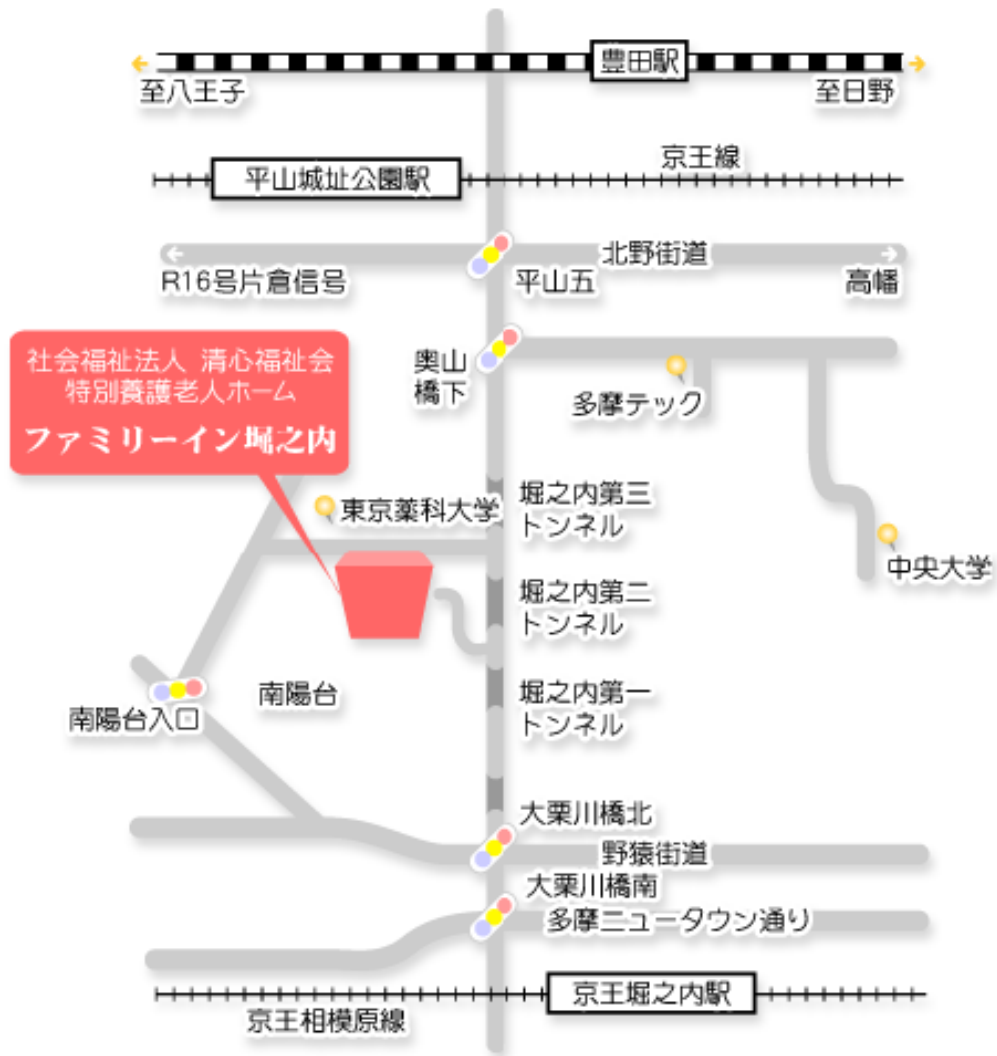 豊田駅
至八王子
至日野
京王線
平山城址公園駅
北野街道
R16号片倉信号
平山五
高幡
社会福祉法人 清心福祉会
特別養護老人ホーム
ファミリーイン堀之内
奥山
橋下
多摩テック
東京薬科大学
堀之内第三
トンネル
中央大学
堀之内第二
トンネル
南陽台
堀之内第一
トンネル
南陽台入口
大栗川橋北
野猿街道
大栗川橋南
多摩ニュータウン通り
京王堀之内駅
京王相模原線